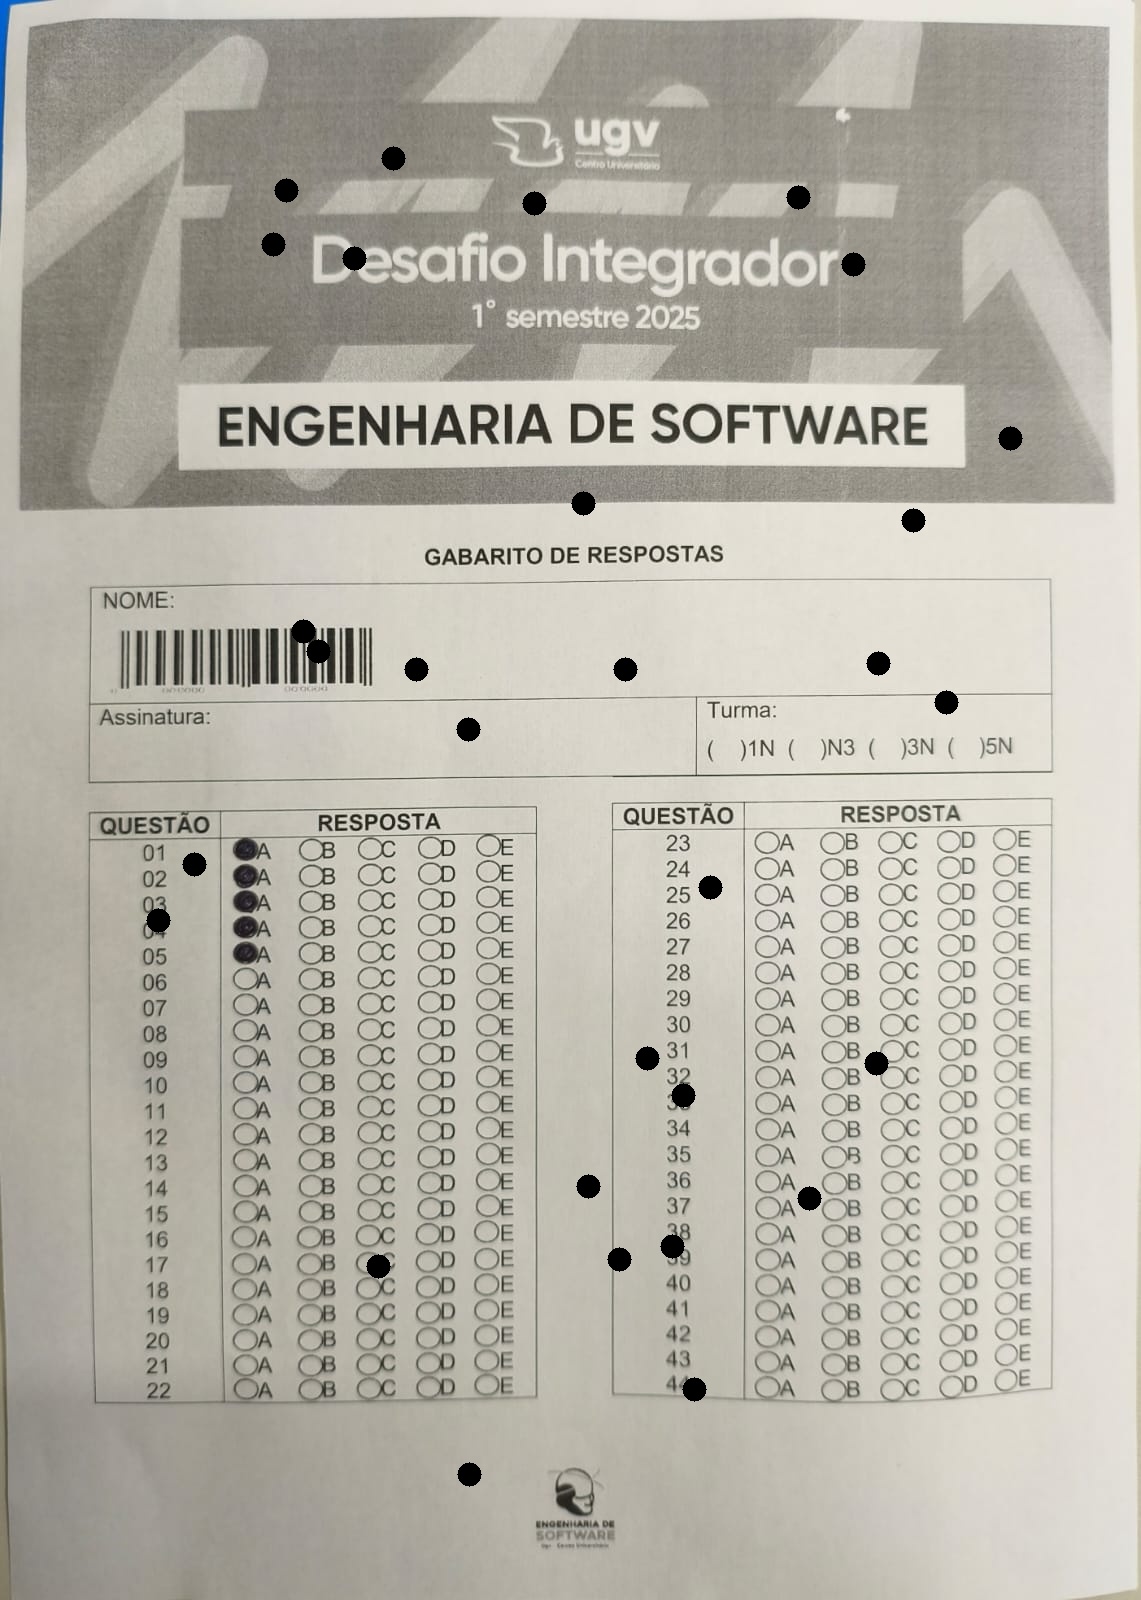 ugv
Centro Universitário
Desafio Integrador
1° semestre 2025
ENGENHARIA DE SOFTWARE
GABARITO DE RESPOSTAS
NOME:
Assinatura:
Turma:
( )1N ( )N3 ( )3N ( )5N
QUESTÃO RESPOSTA
01 A B C D E
02 A B C D E
03 A B C D E
04 A B C D E
05 A B C D E
06 A B C D E
07 A B C D E
08 A B C D E
09 A B C D E
10 A B C D E
11 A B C D E
12 A B C D E
13 A B C D E
14 A B C D E
15 A B C D E
16 A B C D E
17 A B D E
18 A B C D E
19 A B C D E
20 A B C D E
21 A B C D E
22 A B C D E
QUESTÃO RESPOSTA
23 A B C D E
24 A B C D E
25 A B C D E
26 A B C D E
27 A B C D E
28 A B C D E
29 A B C D E
30 A B C D E
31 A B C D E
32 A B C D E
33 A B C D E
34 A B C D E
35 A B C D E
36 A B C D E
37 A B C D E
38 A B C D E
39 A B C D E
40 A B C D E
41 A B C D E
42 A B C D E
43 A B C D E
44 A B C D E
ENGENHARIA DE
SOFTWARE
Ugv - Centro Universitário